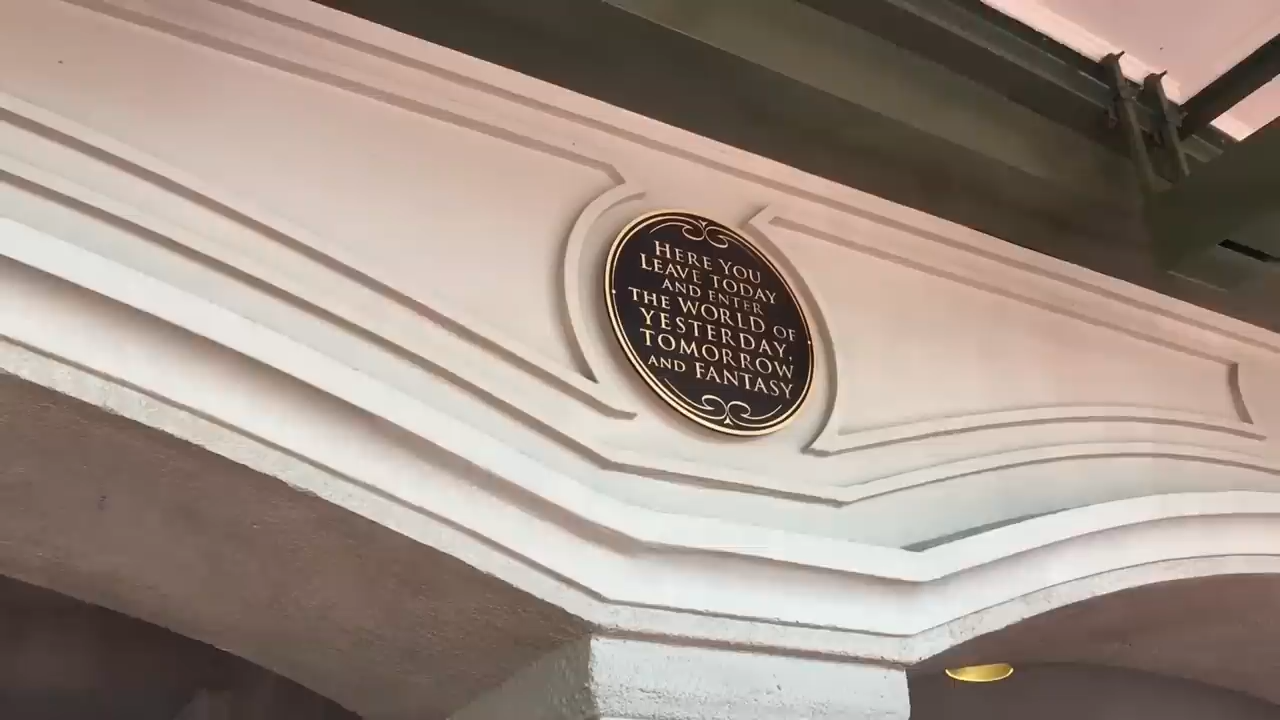 HERE YOU
LEAVE TODAY
AND ENTER
THE WORLD OF
YESTERDAY,
TOMORROW
AND FANTASY